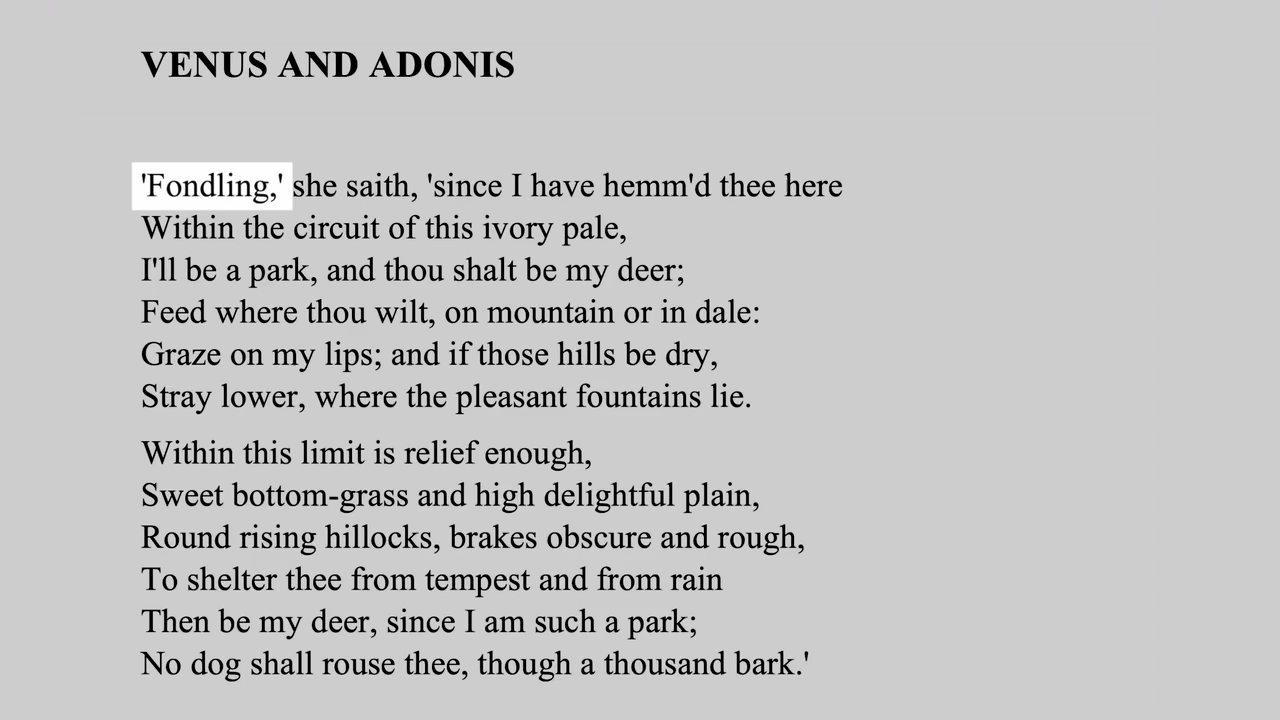 VENUS AND ADONIS
'Fondling,' she saith, 'since I have hemm'd thee here
Within the circuit of this ivory pale,
I'll be a park, and thou shalt be my deer;
Feed where thou wilt, on mountain or in dale:
Graze on my lips; and if those hills be dry,
Stray lower, where the pleasant fountains lie.
Within this limit is relief enough,
Sweet bottom-grass and high delightful plain,
Round rising hillocks, brakes obscure and rough,
To shelter thee from tempest and from rain
Then be my deer, since I am such a park;
No dog shall rouse thee, though a thousand bark.'